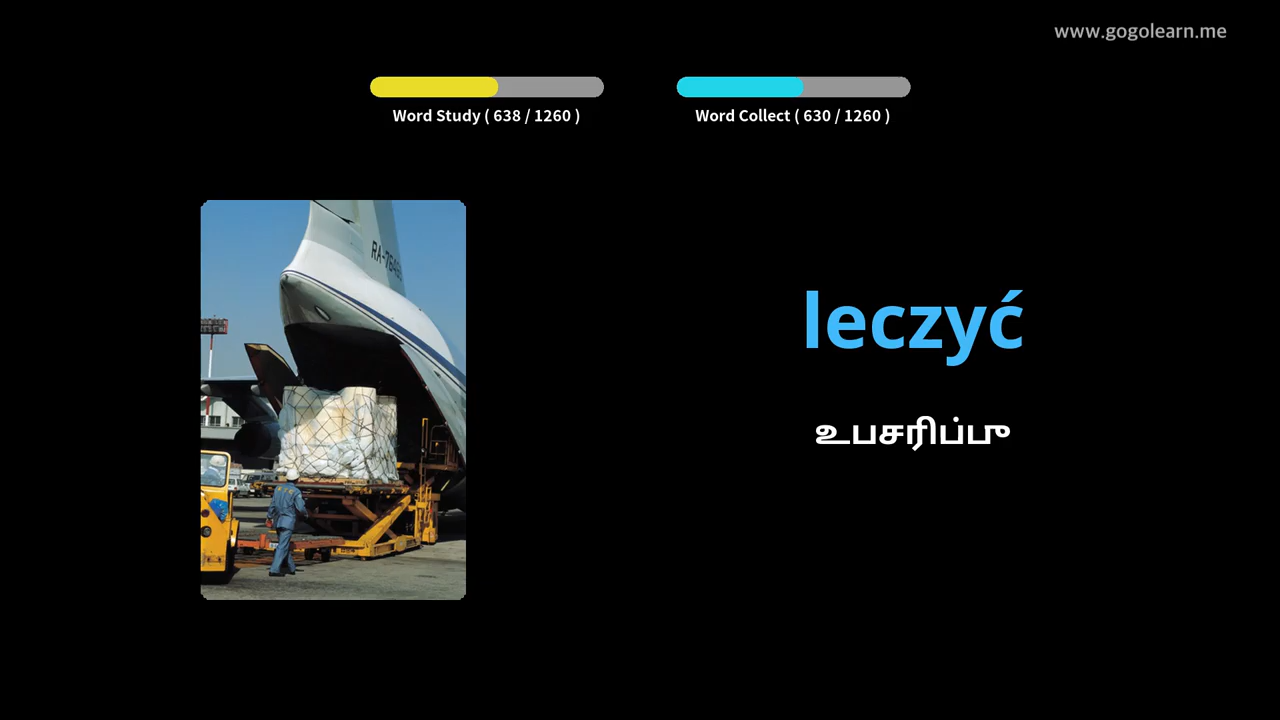 www.gogolearn.me
Word Study ( 638 / 1260 )
Word Collect ( 630 / 1260 )
leczyć
உபசரிப்பு